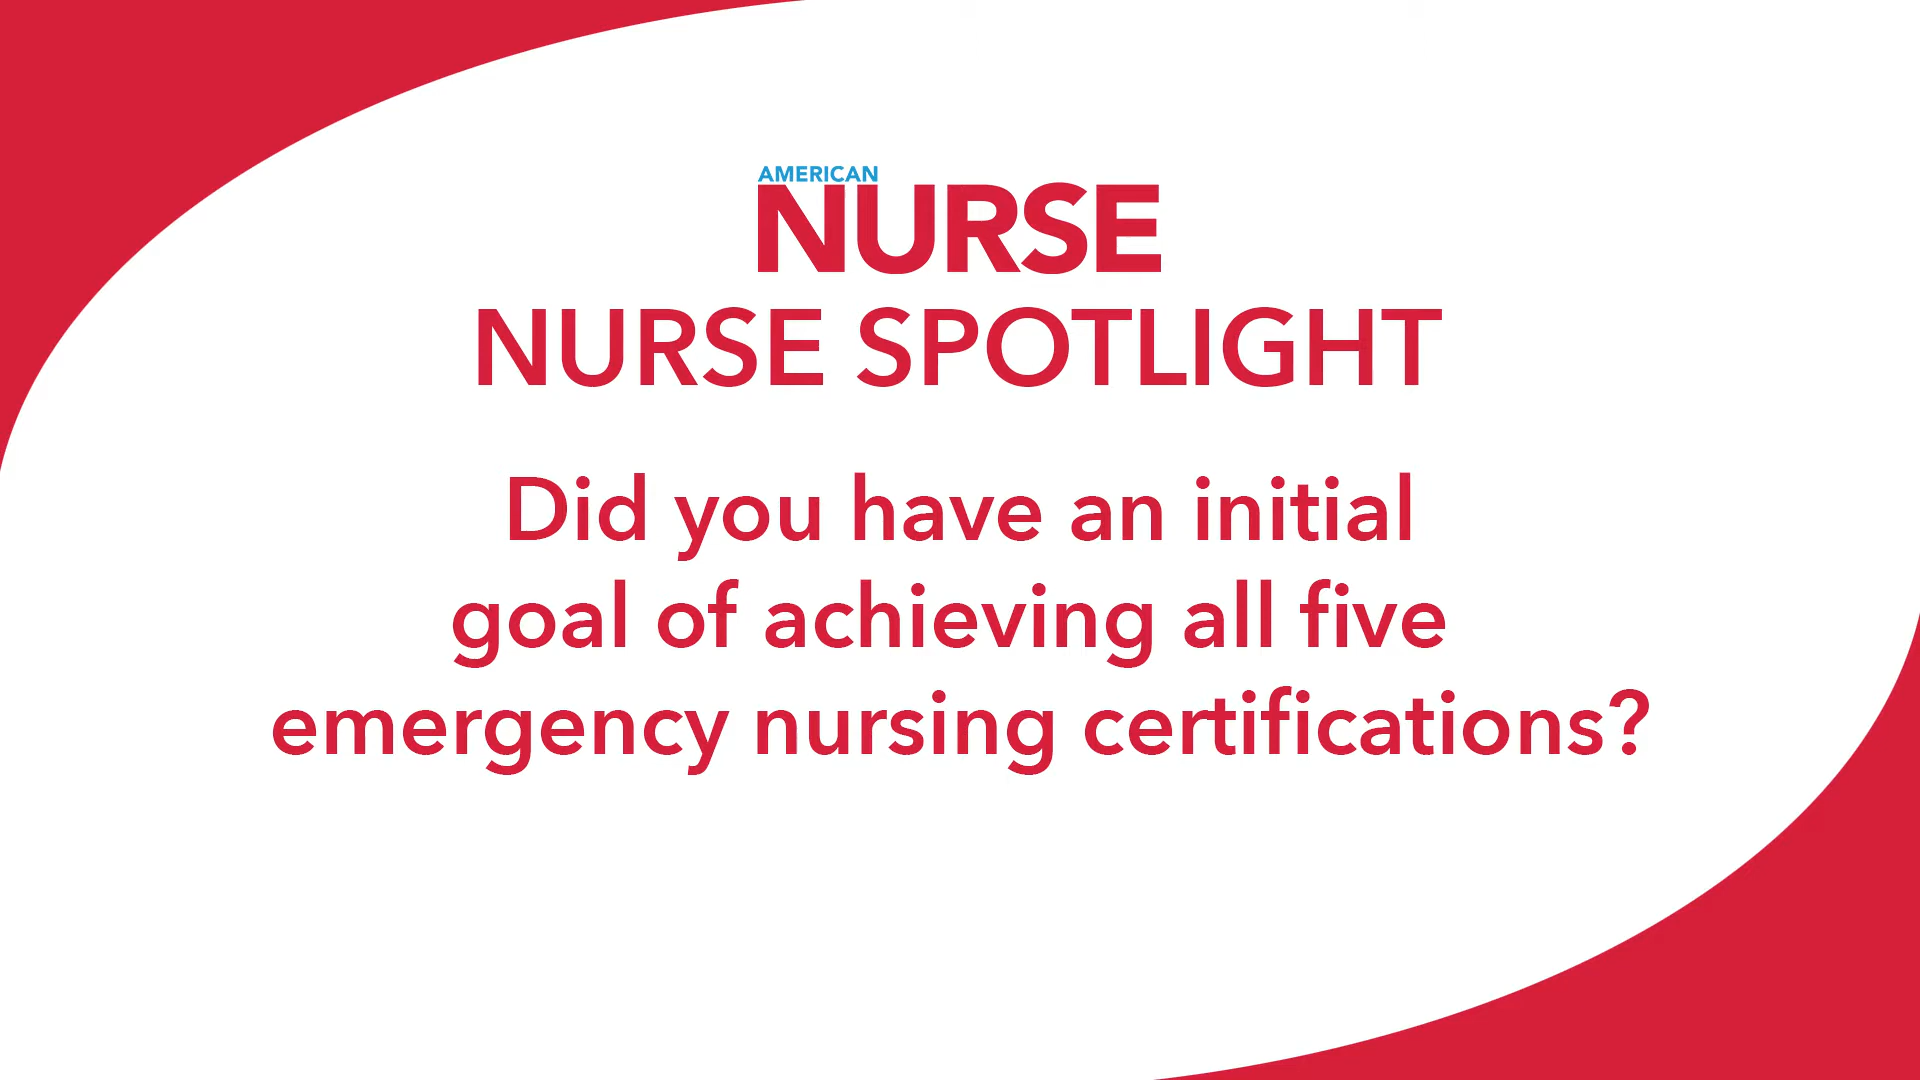 AMERICAN
NURSE
NURSE SPOTLIGHT
Did you have an initial
goal of achieving all five
emergency nursing certifications?